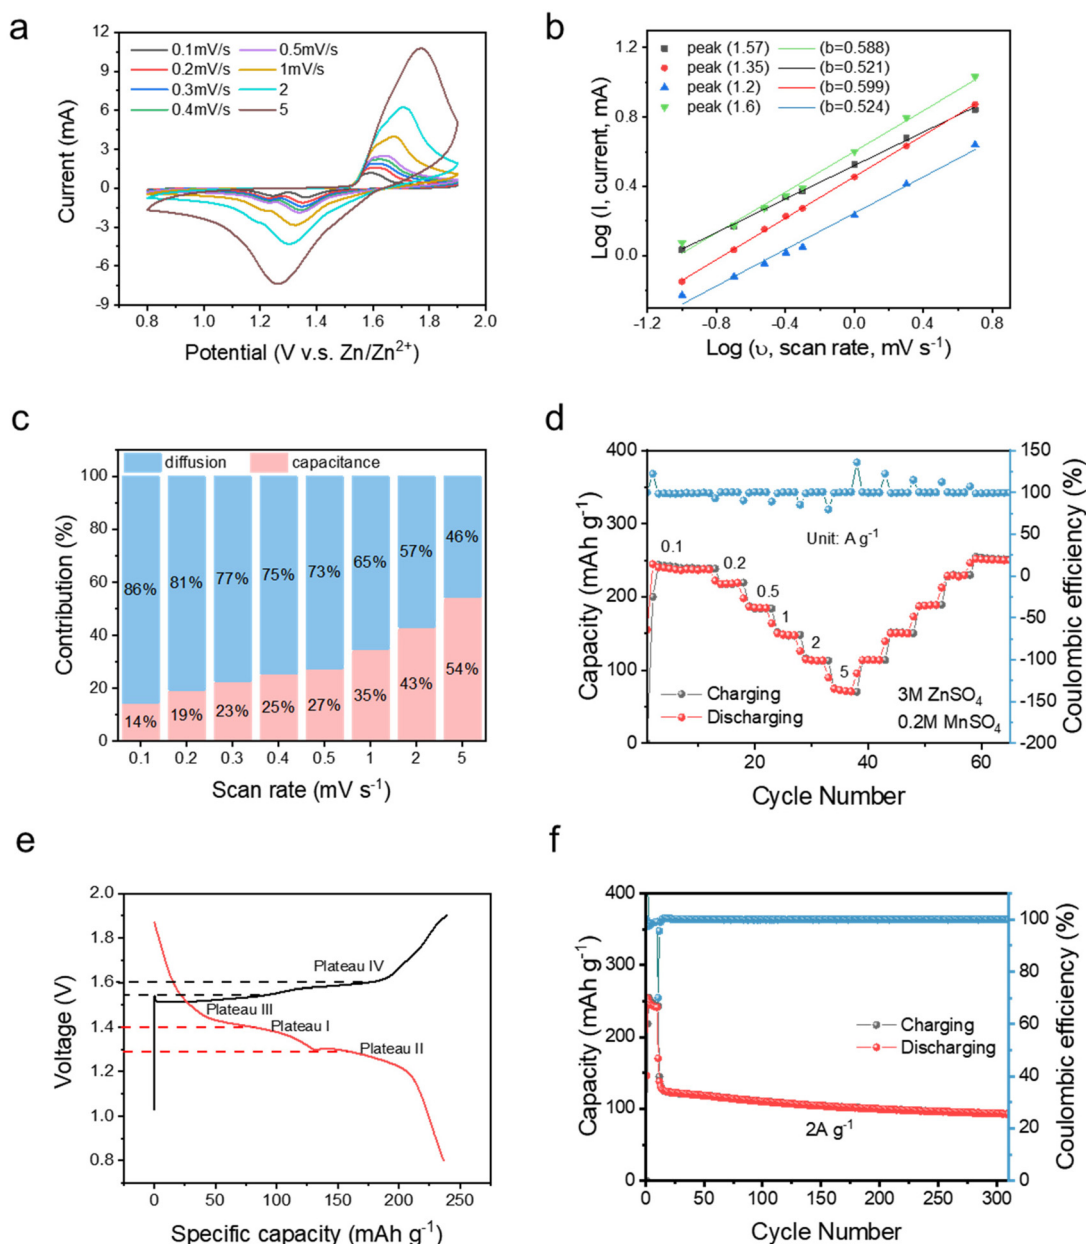 a
0.1mV/s
0.5mV/s
0.2mV/s
1mV/s
0.3mV/s
2
0.4mV/s
5
12
9
6
3
0
-3
-6
-9
Current (mA)
0.8
1.0
1.2
1.4
1.6
1.8
2.0
Potential (V v.s. Zn/Zn²⁺)
b
peak (1.57)
(b=0.588)
peak (1.35)
(b=0.521)
peak (1.2)
(b=0.599)
peak (1.6)
(b=0.524)
1.2
0.8
0.4
0.0
Log (I, current, mA)
-1.2
-0.8
-0.4
0.0
0.4
0.8
Log (υ, scan rate, mV s⁻¹)
c
diffusion
capacitance
100
80
60
40
20
0
Contribution (%)
86%
81%
77%
75%
73%
65%
57%
46%
14%
19%
23%
25%
27%
35%
43%
54%
0.1
0.2
0.3
0.4
0.5
1
2
5
Scan rate (mV s⁻¹)
d
400
300
200
100
0
Capacity (mAh g⁻¹)
150
100
50
0
-50
-100
-150
-200
Coulombic efficiency (%)
Unit: A g⁻¹
0.1
0.2
0.5
1
2
5
Charging
Discharging
3M ZnSO₄
0.2M MnSO₄
0
20
40
60
Cycle Number
e
2.0
1.8
1.6
1.4
1.2
1.0
0.8
Voltage (V)
Plateau IV
Plateau III
Plateau I
Plateau II
0
50
100
150
200
250
Specific capacity (mAh g⁻¹)
f
400
300
200
100
0
Capacity (mAh g⁻¹)
100
80
60
40
20
0
Coulombic efficiency (%)
Charging
Discharging
2A g⁻¹
0
50
100
150
200
250
300
Cycle Number